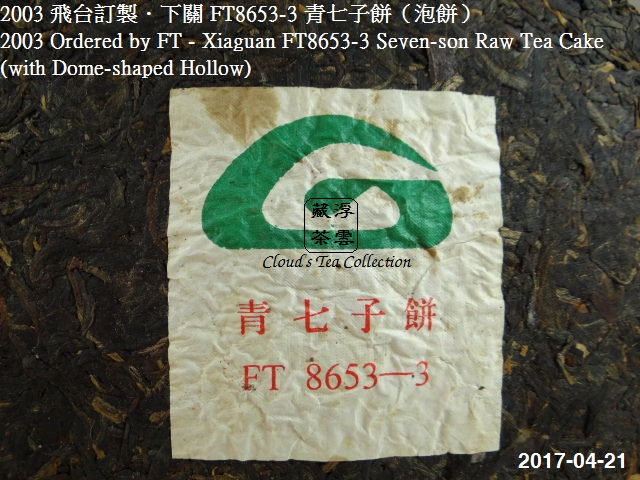 2003 飛台訂製‧下關 FT8653-3 青七子餅（泡餅）
2003 Ordered by FT - Xiaguan FT8653-3 Seven-son Raw Tea Cake
(with Dome-shaped Hollow)
浮雲藏茶
Cloud's Tea Collection
青七子餅
FT 8653—3
2017-04-21